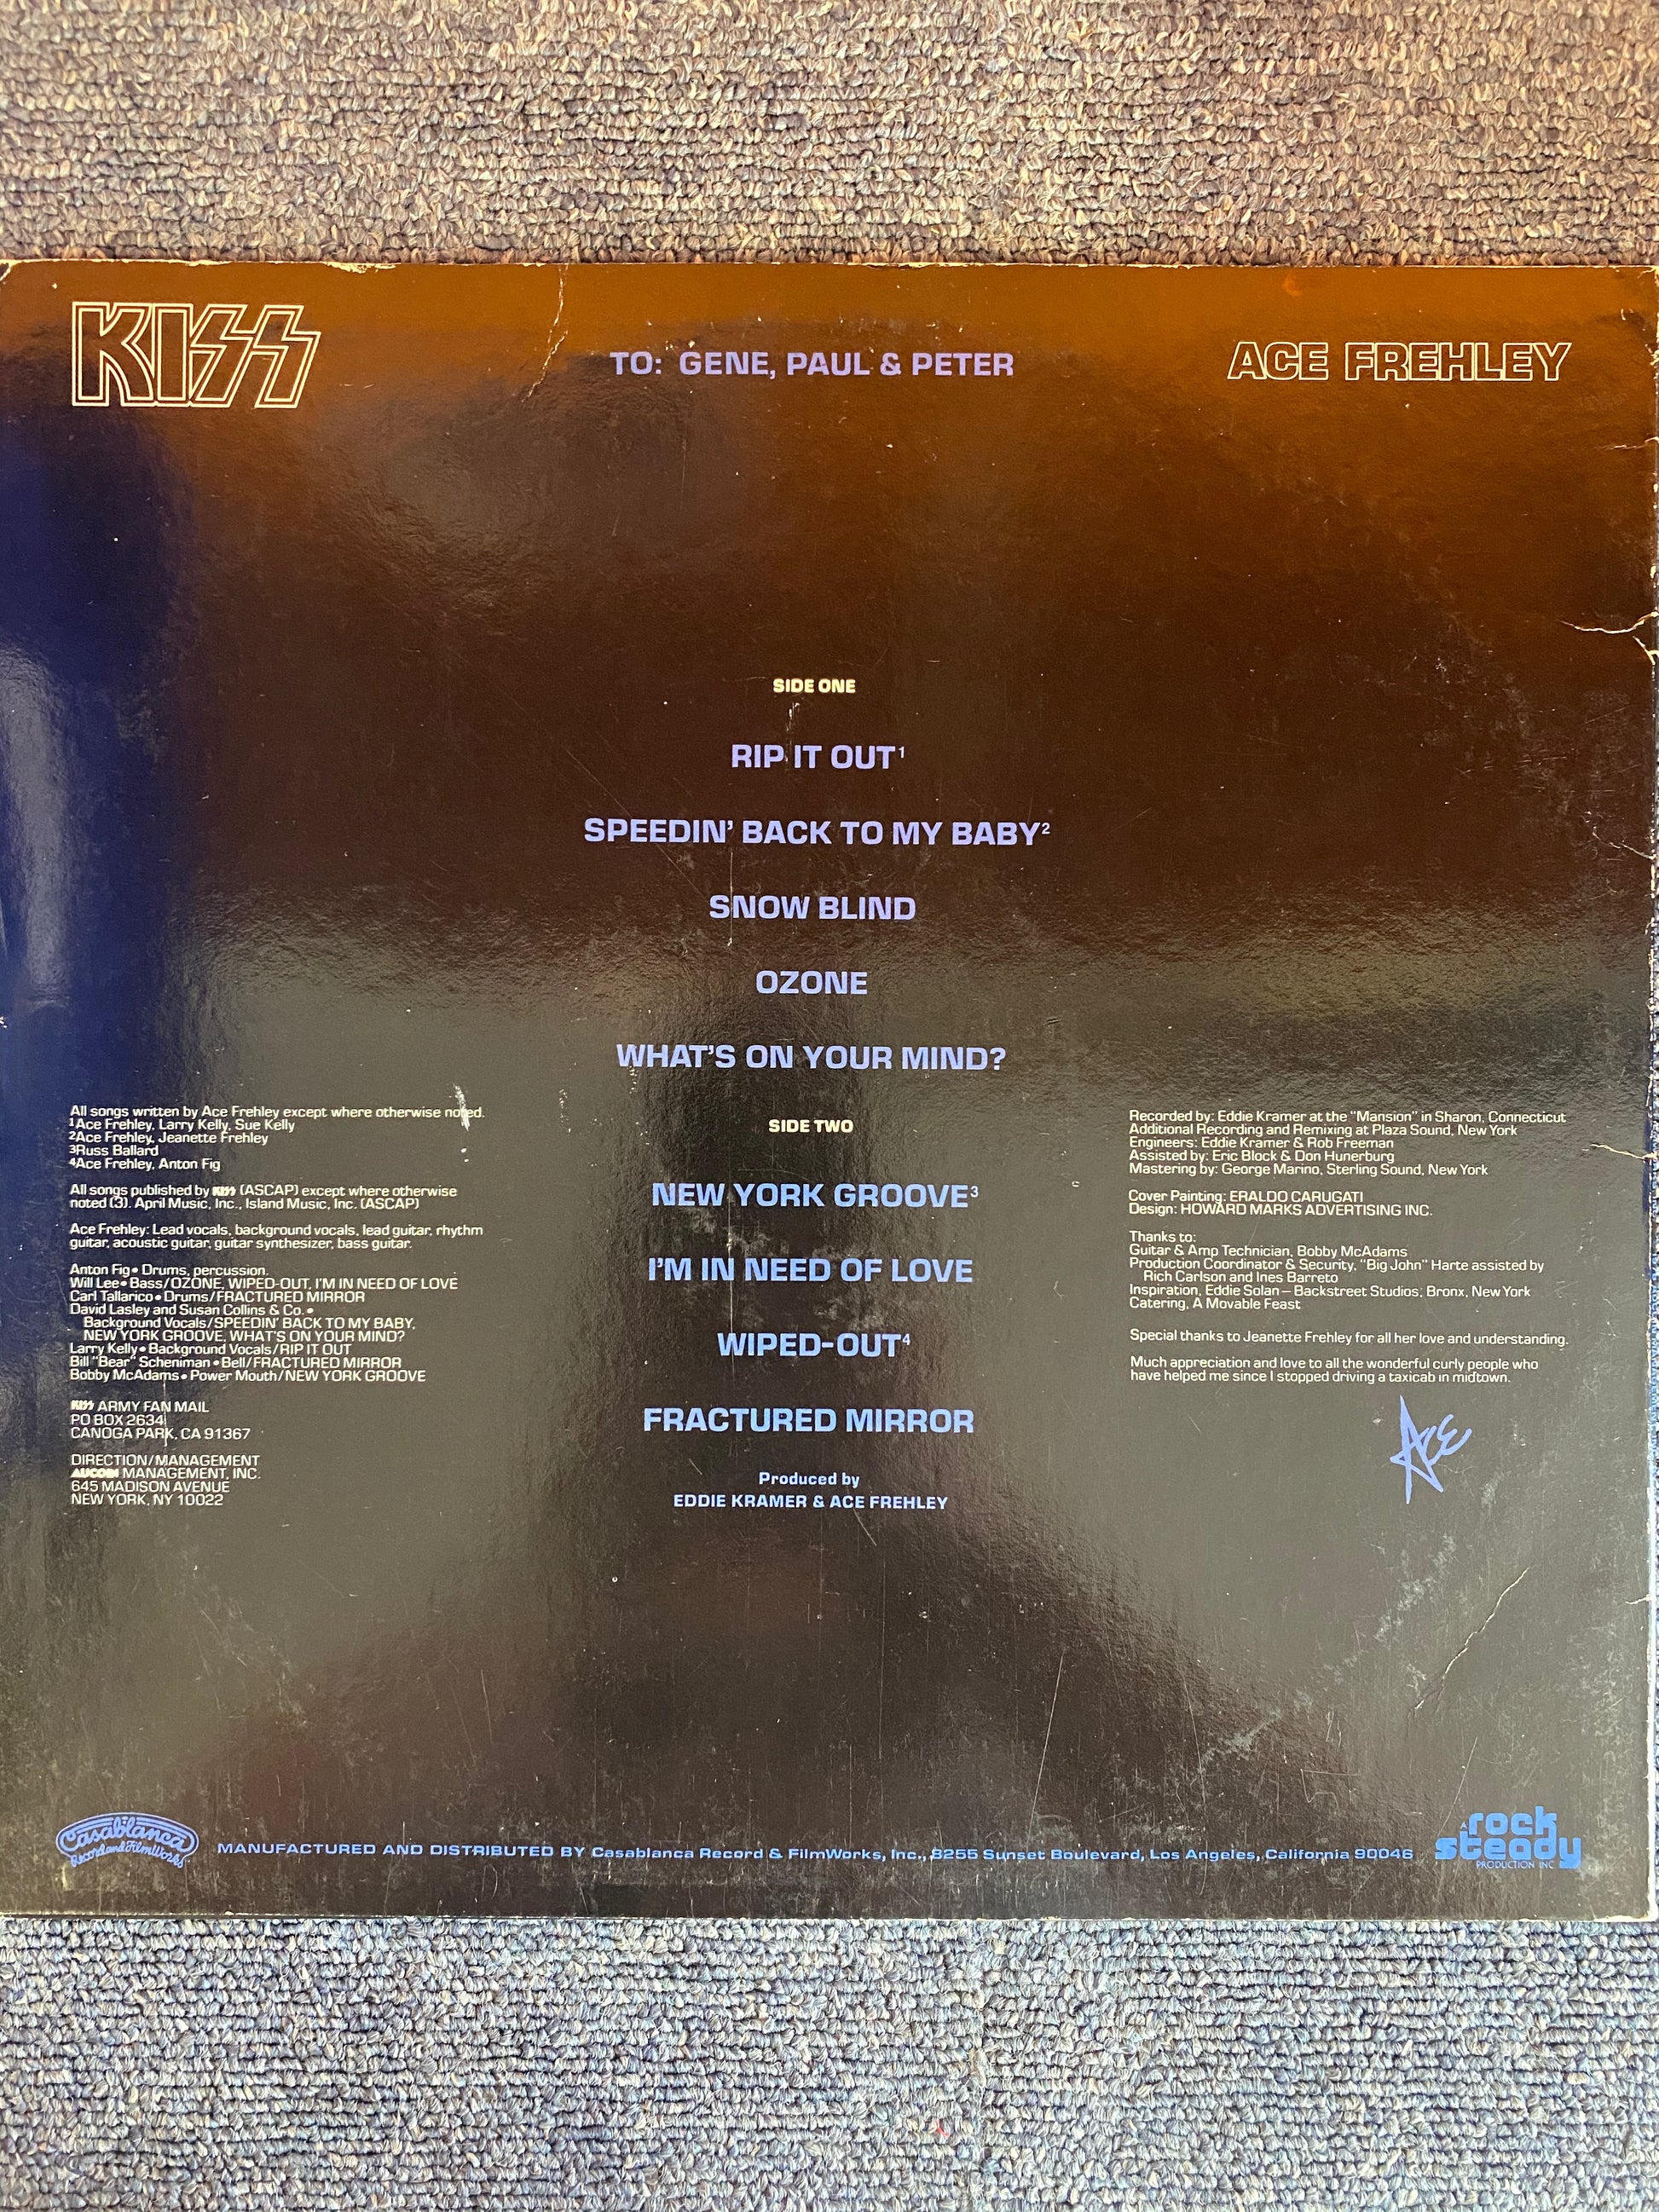 KISS
TO: GENE, PAUL & PETER
ACE FREHLEY
SIDE ONE
RIP IT OUT¹
SPEEDIN' BACK TO MY BABY²
SNOW BLIND
OZONE
WHAT'S ON YOUR MIND?
SIDE TWO
NEW YORK GROOVE³
I'M IN NEED OF LOVE
WIPED-OUT⁴
FRACTURED MIRROR
Produced by
EDDIE KRAMER & ACE FREHLEY
All songs written by Ace Frehley except where otherwise noted.
¹Ace Frehley, Larry Kelly, Sue Kelly
²Ace Frehley, Jeanette Frehley
³Russ Ballard
⁴Ace Frehley, Anton Fig
All songs published by KISS (ASCAP) except where otherwise
noted (3). April Music, Inc., Island Music, Inc. (ASCAP)
Ace Frehley: Lead vocals, background vocals, lead guitar, rhythm
guitar, acoustic guitar, guitar synthesizer, bass guitar.
Anton Fig • Drums, percussion.
Will Lee • Bass/OZONE, WIPED-OUT, I'M IN NEED OF LOVE
Carl Tallarico • Drums/FRACTURED MIRROR
David Lasley and Susan Collins & Co. •
Background Vocals/SPEEDIN' BACK TO MY BABY,
NEW YORK GROOVE, WHAT'S ON YOUR MIND?
Larry Kelly • Background Vocals/RIP IT OUT
Bill "Bear" Scheniman • Bell/FRACTURED MIRROR
Bobby McAdams • Power Mouth/NEW YORK GROOVE
KISS ARMY FAN MAIL
PO BOX 2634
CANOGA PARK, CA 91367
DIRECTION/MANAGEMENT
AUCOIN MANAGEMENT, INC.
645 MADISON AVENUE
NEW YORK, NY 10022
Recorded by: Eddie Kramer at the "Mansion" in Sharon, Connecticut
Additional Recording and Remixing at Plaza Sound, New York
Engineers: Eddie Kramer & Rob Freeman
Assisted by: Eric Block & Don Hunerburg
Mastering by: George Marino, Sterling Sound, New York
Cover Painting: ERALDO CARUGATI
Design: HOWARD MARKS ADVERTISING INC.
Thanks to:
Guitar & Amp Technician, Bobby McAdams
Production Coordinator & Security, "Big John" Harte assisted by
Rich Carlson and Ines Barreto
Inspiration, Eddie Solan – Backstreet Studios; Bronx, New York
Catering, A Movable Feast
Special thanks to Jeanette Frehley for all her love and understanding.
Much appreciation and love to all the wonderful curly people who
have helped me since I stopped driving a taxicab in midtown.
Ace
Casablanca
Record and FilmWorks
MANUFACTURED AND DISTRIBUTED BY Casablanca Record & FilmWorks, Inc., 8255 Sunset Boulevard, Los Angeles, California 90046
A rock
steady
PRODUCTION INC